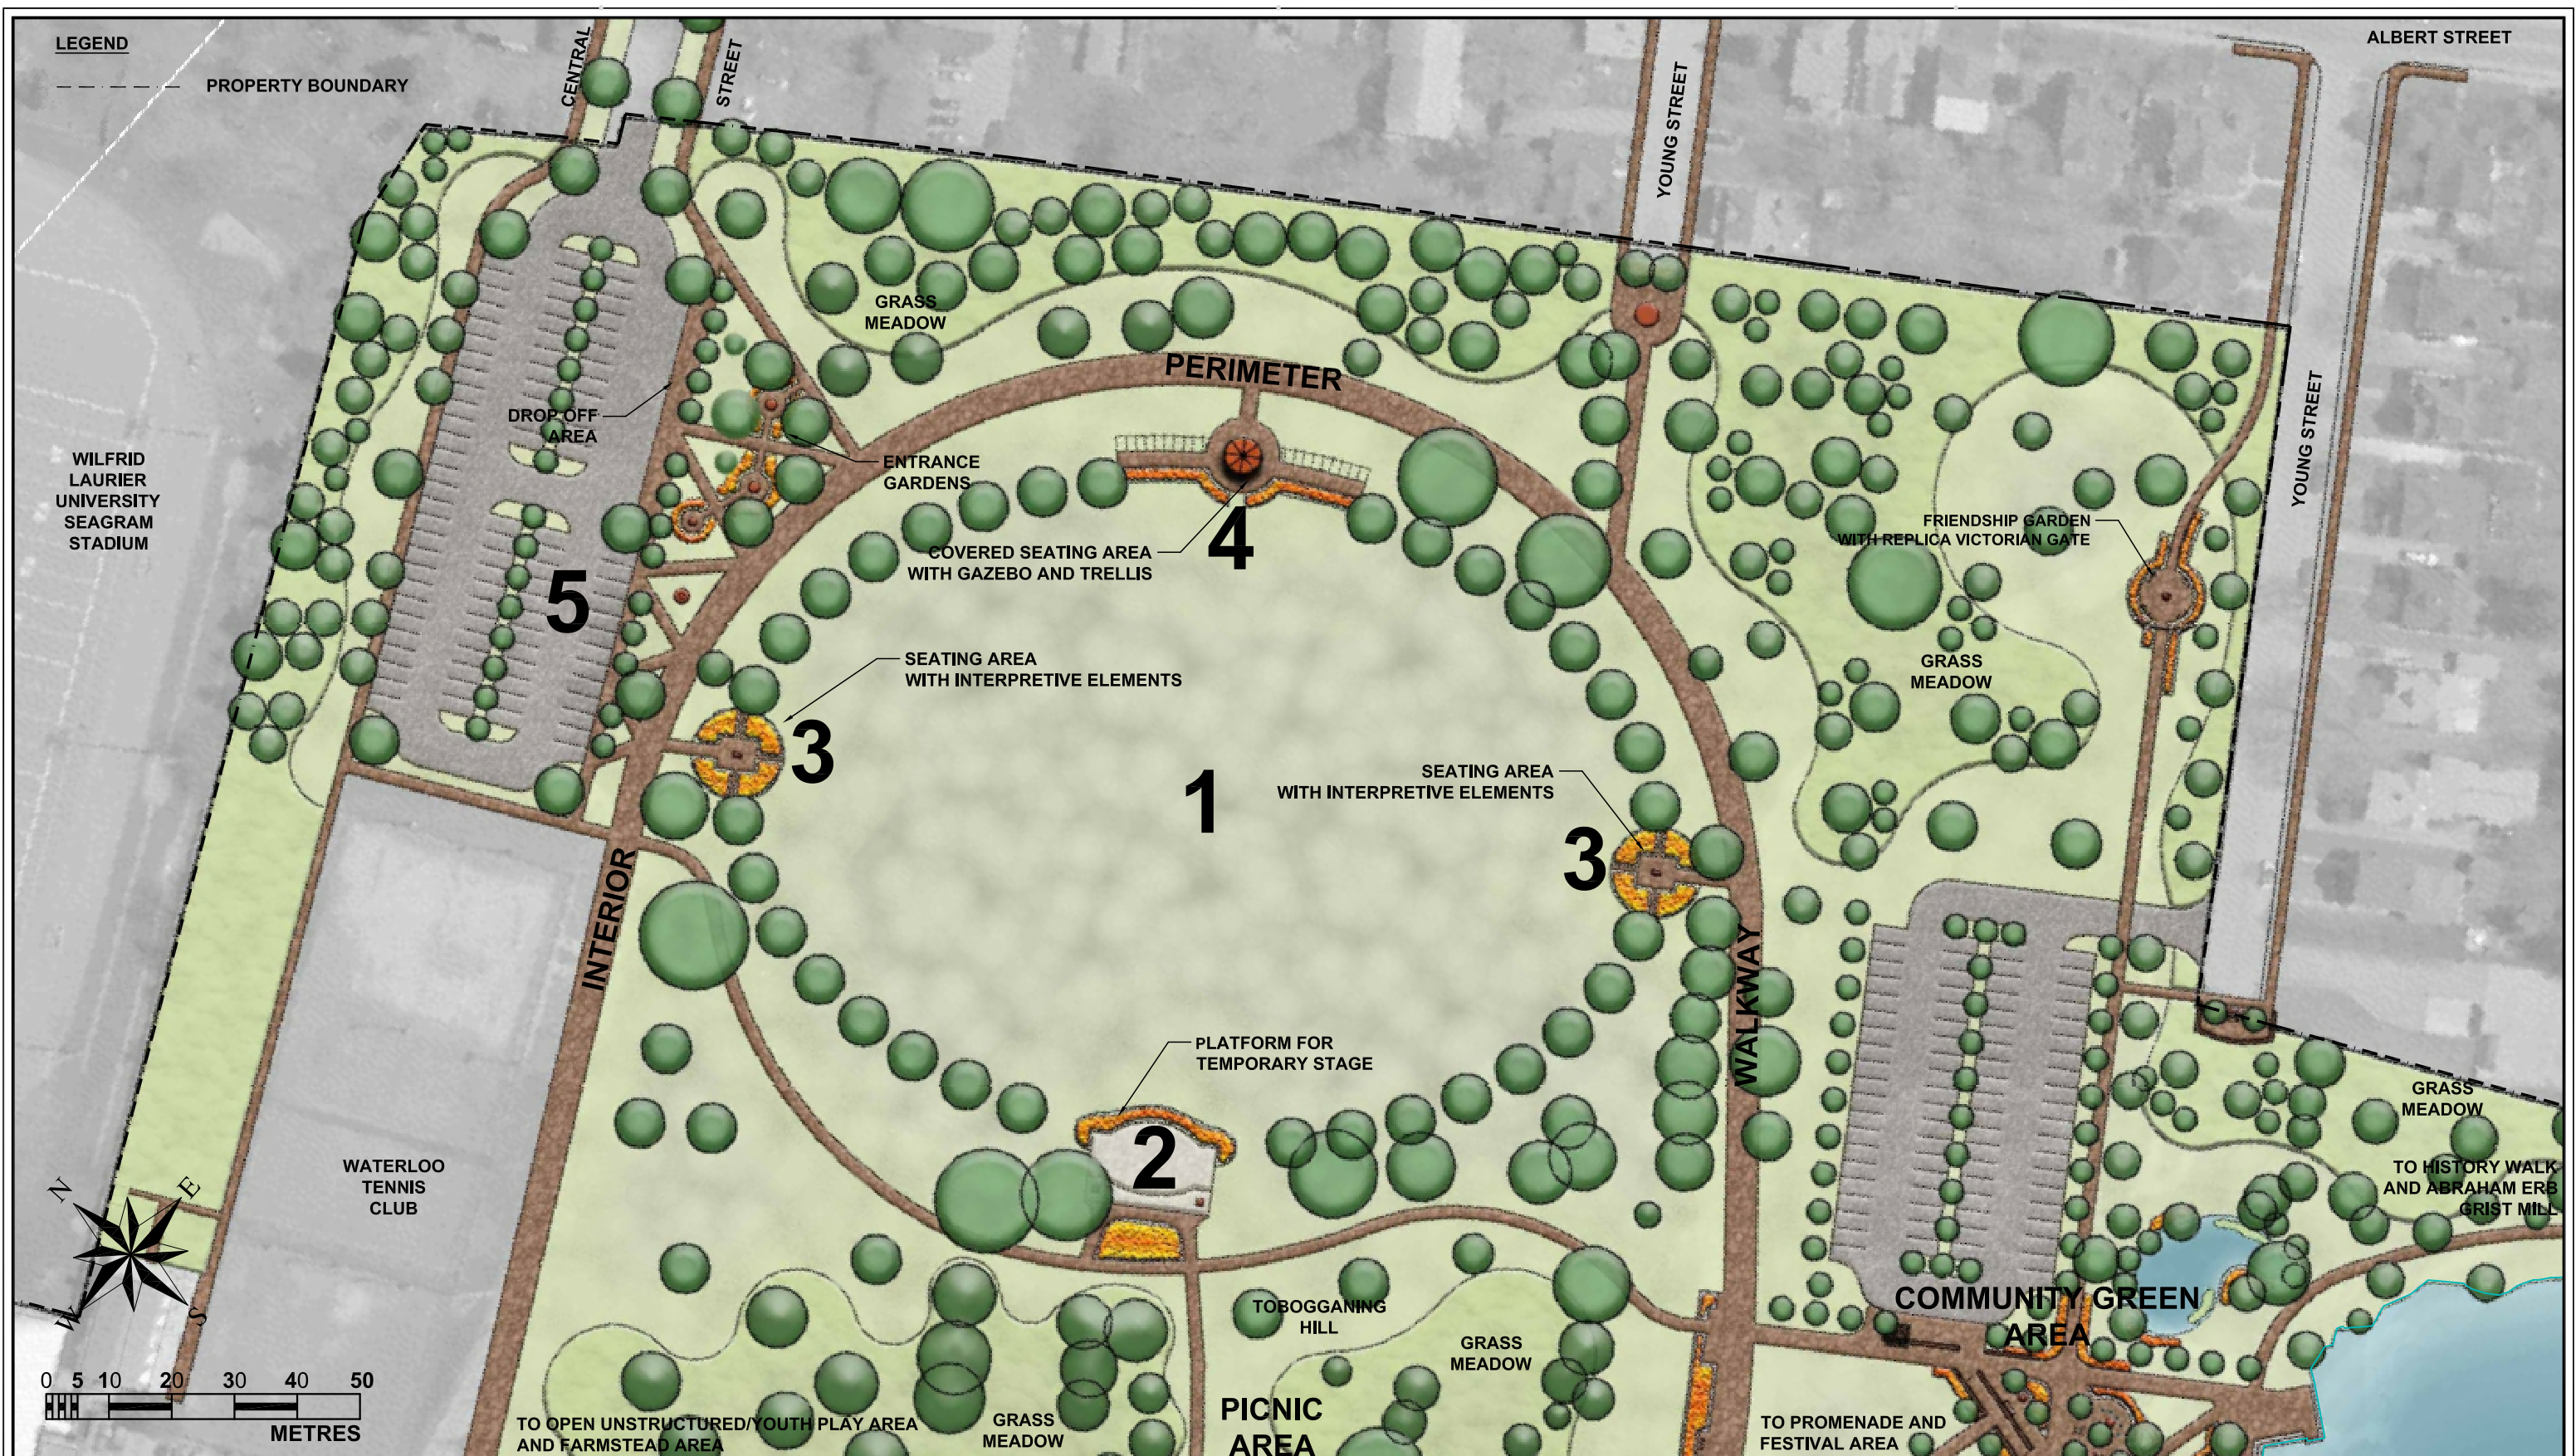 LEGEND
PROPERTY BOUNDARY
CENTRAL
STREET
YOUNG STREET
ALBERT STREET
GRASS
MEADOW
PERIMETER
DROP OFF
AREA
YOUNG STREET
WILFRID
LAURIER
UNIVERSITY
SEAGRAM
STADIUM
ENTRANCE
GARDENS
4
COVERED SEATING AREA
WITH GAZEBO AND TRELLIS
FRIENDSHIP GARDEN
WITH REPLICA VICTORIAN GATE
5
SEATING AREA
WITH INTERPRETIVE ELEMENTS
GRASS
MEADOW
3
1
SEATING AREA
WITH INTERPRETIVE ELEMENTS
3
INTERIOR
WALKWAY
PLATFORM FOR
TEMPORARY STAGE
2
GRASS
MEADOW
WATERLOO
TENNIS
CLUB
TO HISTORY WALK
AND ABRAHAM ERB
GRIST MILL
N
E
W
S
TOBOGGANING
HILL
COMMUNITY GREEN
AREA
GRASS
MEADOW
0 5 10 20 30 40 50
METRES
PICNIC
AREA
TO OPEN UNSTRUCTURED/YOUTH PLAY AREA
AND FARMSTEAD AREA
GRASS
MEADOW
TO PROMENADE AND
FESTIVAL AREA